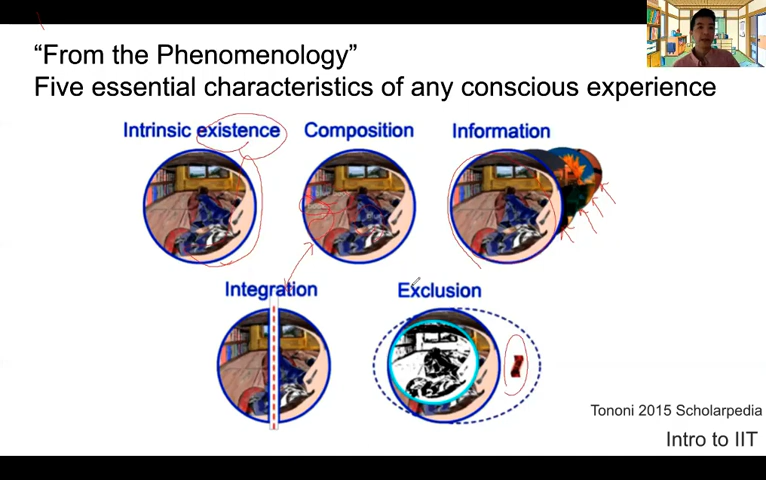 “From the Phenomenology”
Five essential characteristics of any conscious experience
Intrinsic existence Composition Information
Integration Exclusion
Tononi 2015 Scholarpedia
Intro to IIT